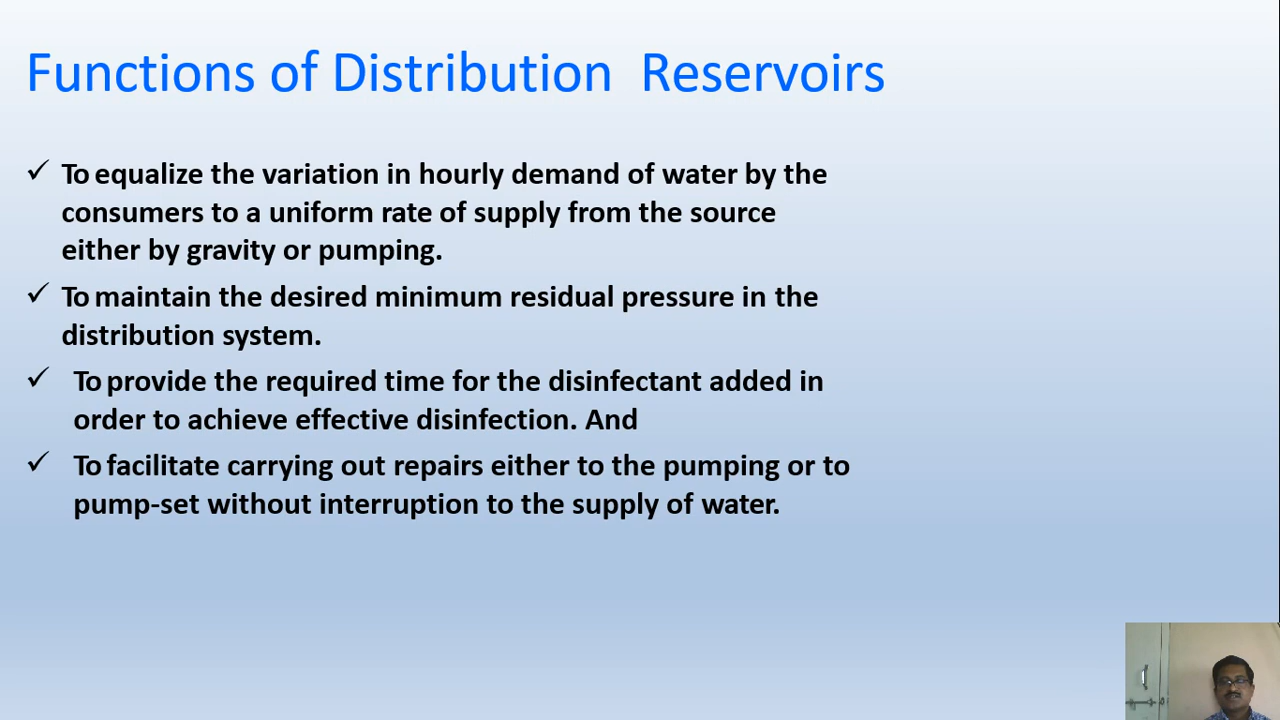 Functions of Distribution Reservoirs
✓ To equalize the variation in hourly demand of water by the
consumers to a uniform rate of supply from the source
either by gravity or pumping.
✓ To maintain the desired minimum residual pressure in the
distribution system.
✓ To provide the required time for the disinfectant added in
order to achieve effective disinfection. And
✓ To facilitate carrying out repairs either to the pumping or to
pump-set without interruption to the supply of water.